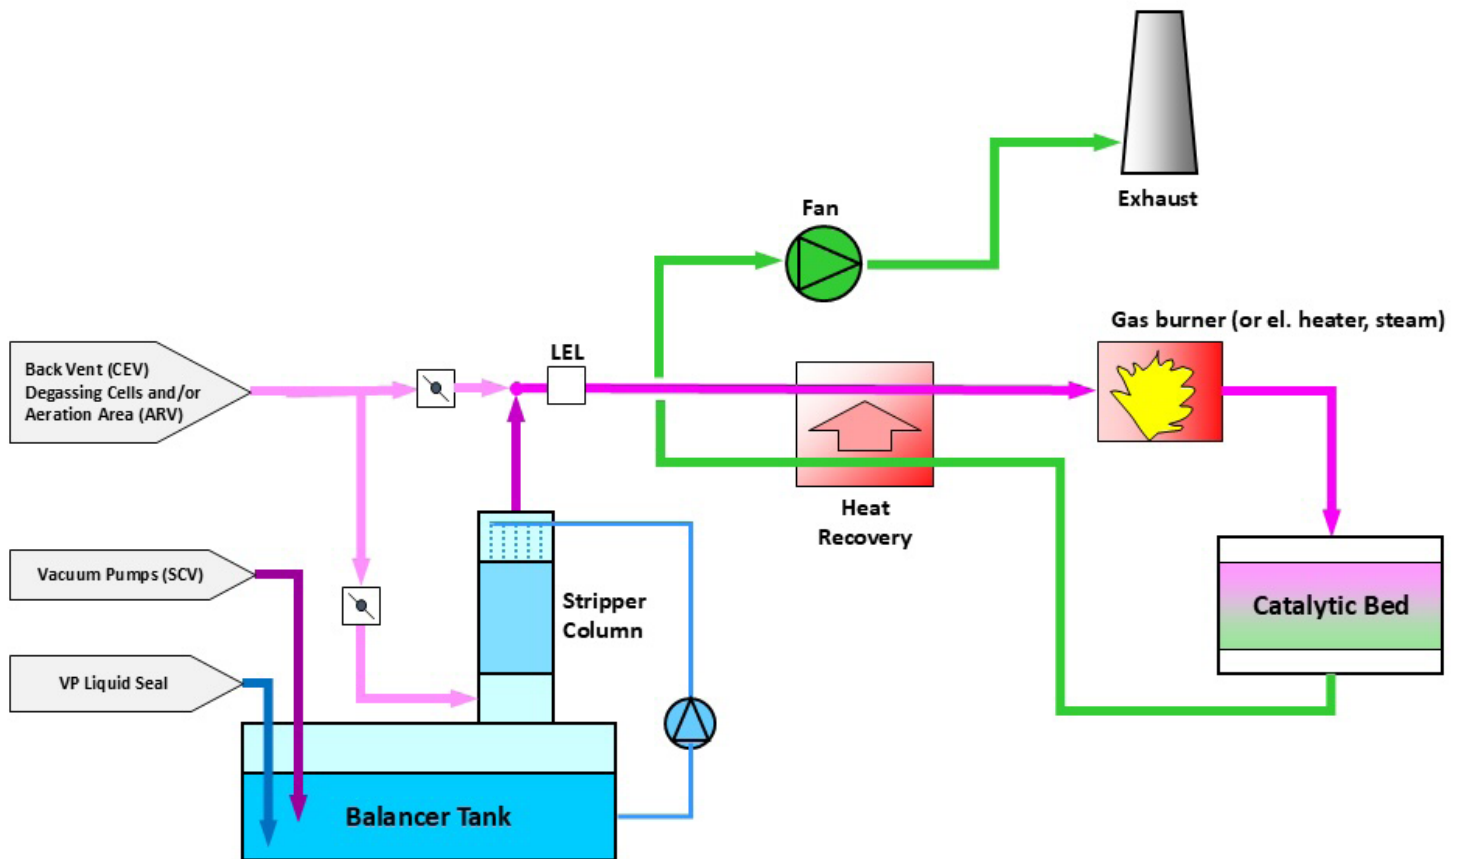 Exhaust
Fan
Gas burner (or el. heater, steam)
LEL
Back Vent (CEV)
Degassing Cells and/or
Aeration Area (ARV)
Heat
Recovery
Vacuum Pumps (SCV)
Stripper
Column
Catalytic Bed
VP Liquid Seal
Balancer Tank